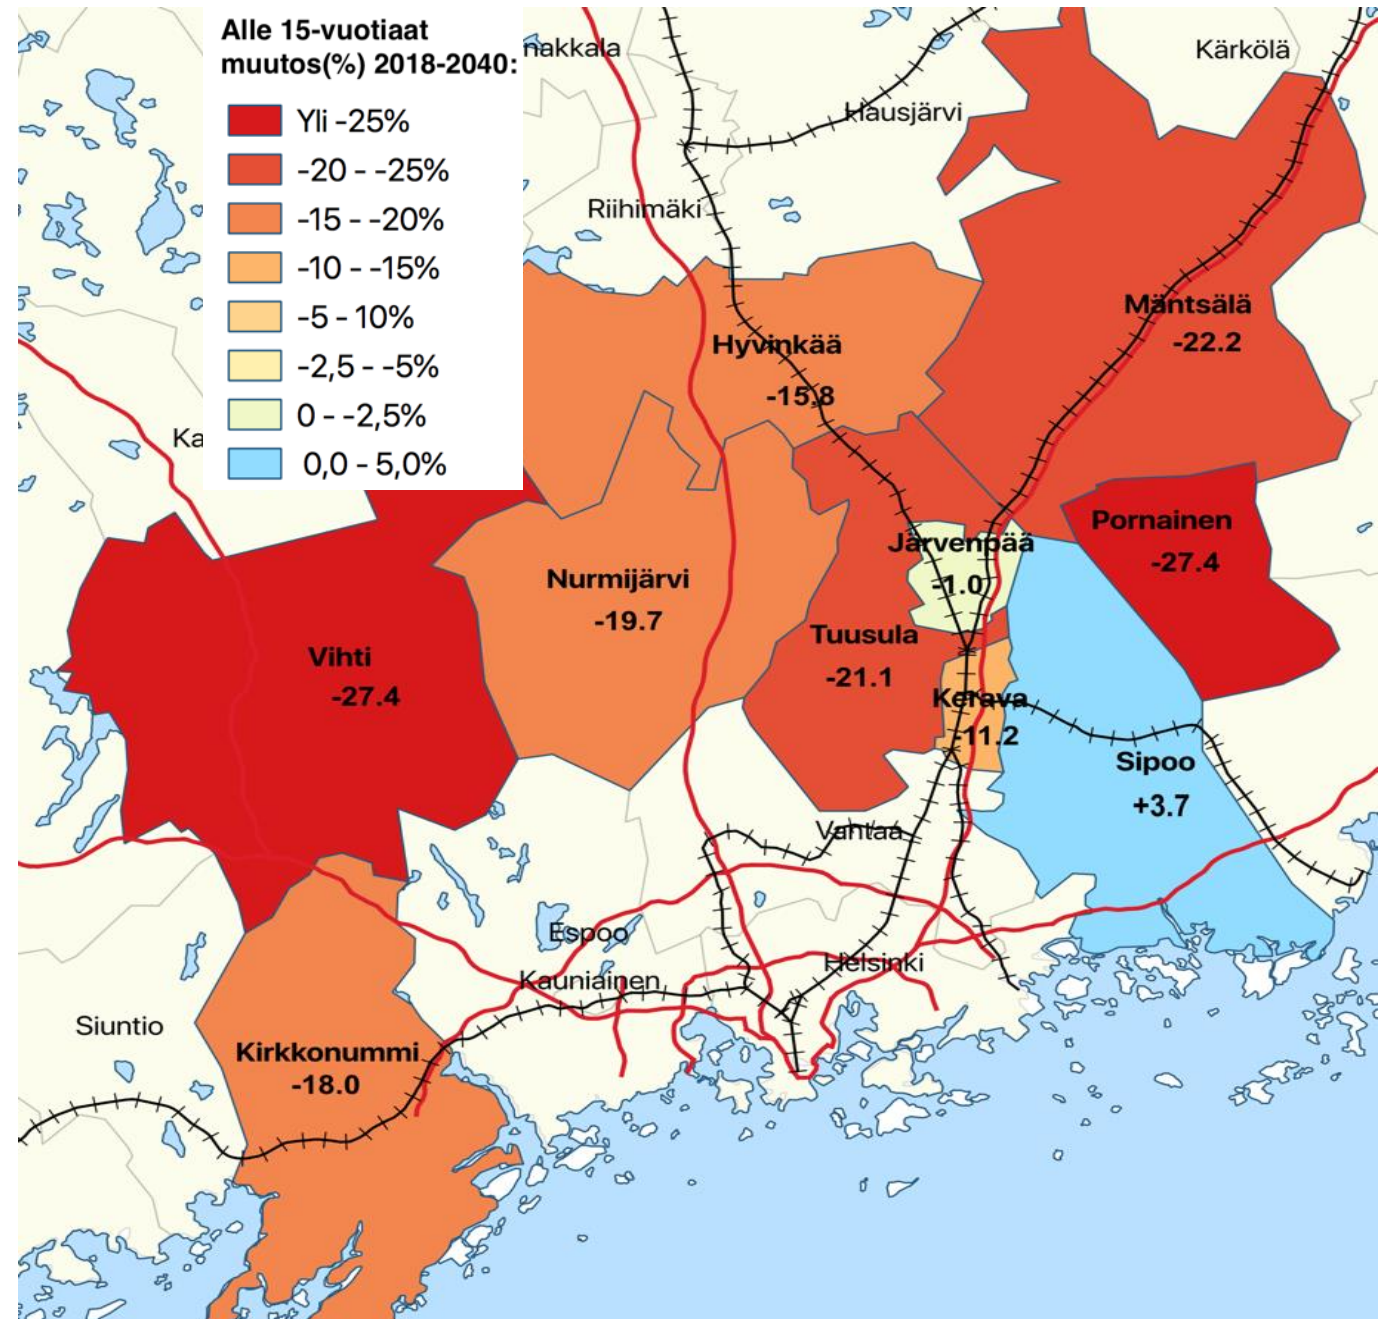 Alle 15-vuotiaat
muutos(%) 2018-2040:
Yli -25%
-20 - -25%
-15 - -20%
-10 - -15%
-5 - 10%
-2,5 - -5%
0 - -2,5%
0,0 - 5,0%
nakkala
Kärkölä
Hausjärvi
Riihimäki
Mäntsälä
-22.2
Hyvinkää
-15.8
Ka
Pornainen
-27.4
Järvenpää
-1.0
Nurmijärvi
-19.7
Tuusula
-21.1
Vihti
-27.4
Kerava
-11.2
Sipoo
+3.7
Vantaa
Espoo
Helsinki
Kauniainen
Siuntio
Kirkkonummi
-18.0